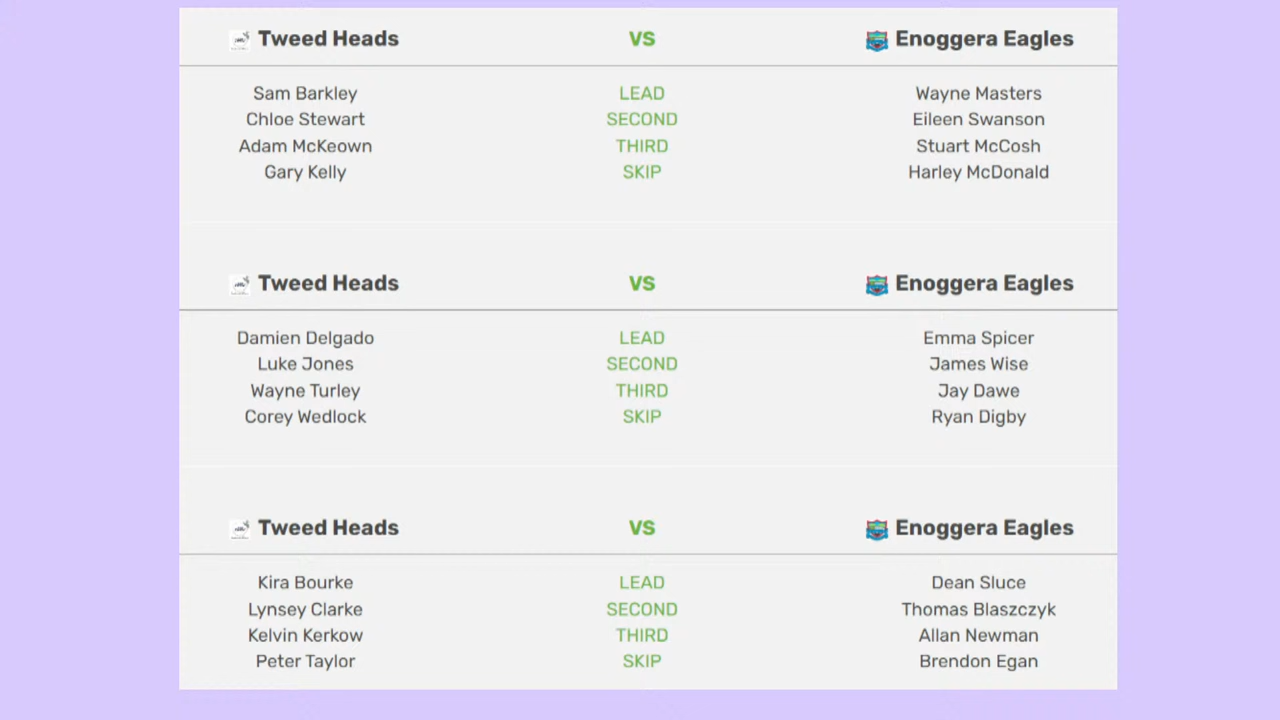 Tweed Heads VS Enoggera Eagles
Sam Barkley LEAD Wayne Masters
Chloe Stewart SECOND Eileen Swanson
Adam McKeown THIRD Stuart McCosh
Gary Kelly SKIP Harley McDonald
Tweed Heads VS Enoggera Eagles
Damien Delgado LEAD Emma Spicer
Luke Jones SECOND James Wise
Wayne Turley THIRD Jay Dawe
Corey Wedlock SKIP Ryan Digby
Tweed Heads VS Enoggera Eagles
Kira Bourke LEAD Dean Sluce
Lynsey Clarke SECOND Thomas Blaszczyk
Kelvin Kerkow THIRD Allan Newman
Peter Taylor SKIP Brendon Egan